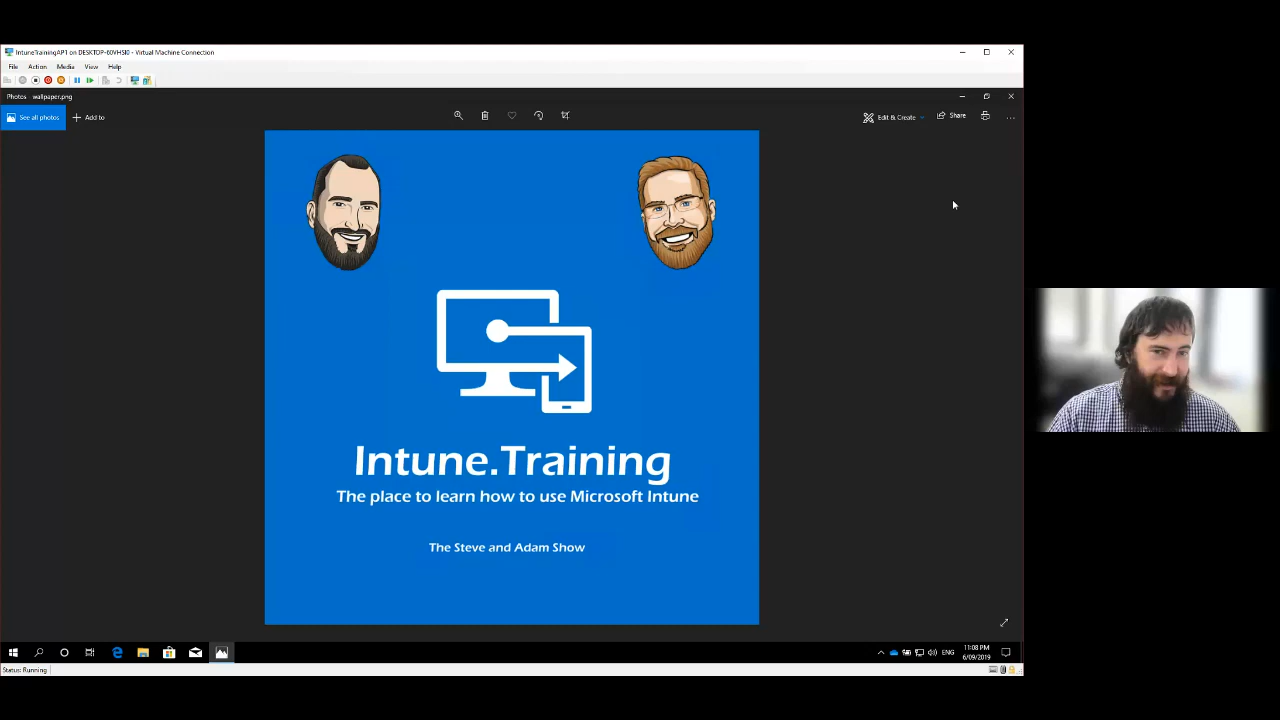 IntuneTrainingAP1 on DESKTOP-60VHSI0 - Virtual Machine Connection
File Action Media View Help
Photos wallpaper.png
See all photos
Add to
Edit & Create
Share
Intune.Training
The place to learn how to use Microsoft Intune
The Steve and Adam Show
ENG
11:08 PM
6/09/2019
Status: Running